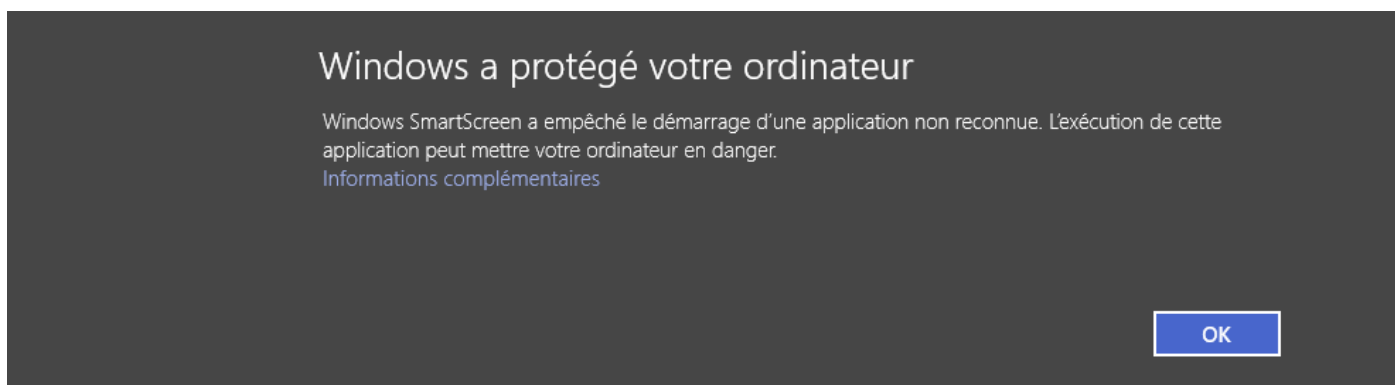 Windows a protégé votre ordinateur
Windows SmartScreen a empêché le démarrage d'une application non reconnue. L'exécution de cette
application peut mettre votre ordinateur en danger.
Informations complémentaires
OK